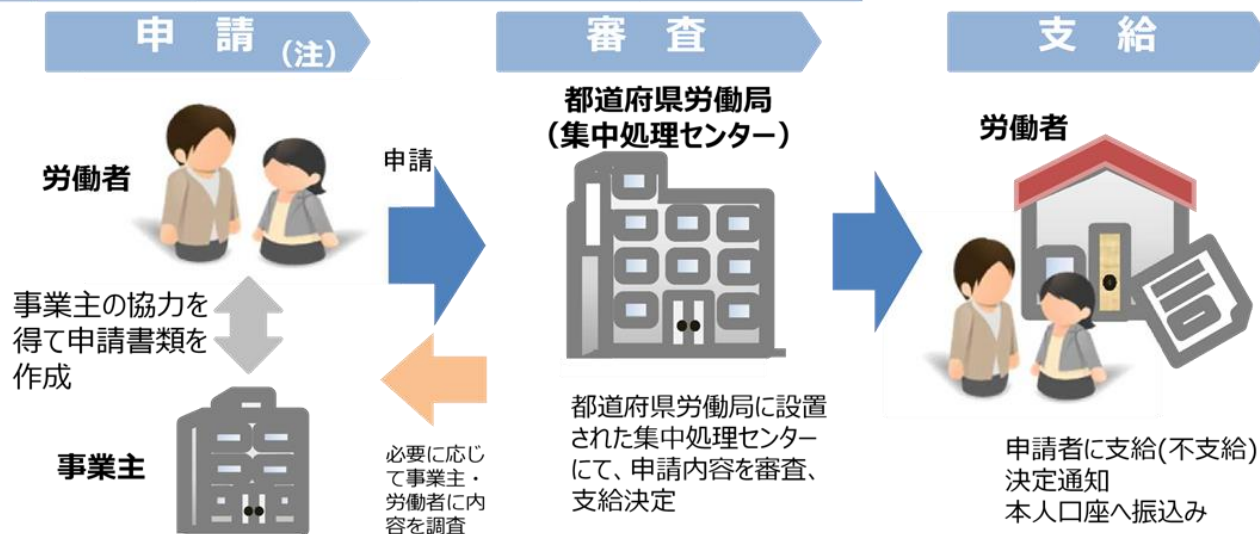 申 請 (注)
労働者
事業主の協力を
得て申請書類を
作成
事業主
申請
必要に応じ
て事業主・
労働者に内
容を調査
審 査
都道府県労働局
(集中処理センター)
都道府県労働局に設置
された集中処理センター
にて、申請内容を審査、
支給決定
支 給
労働者
申請者に支給(不支給)
決定通知
本人口座へ振込み